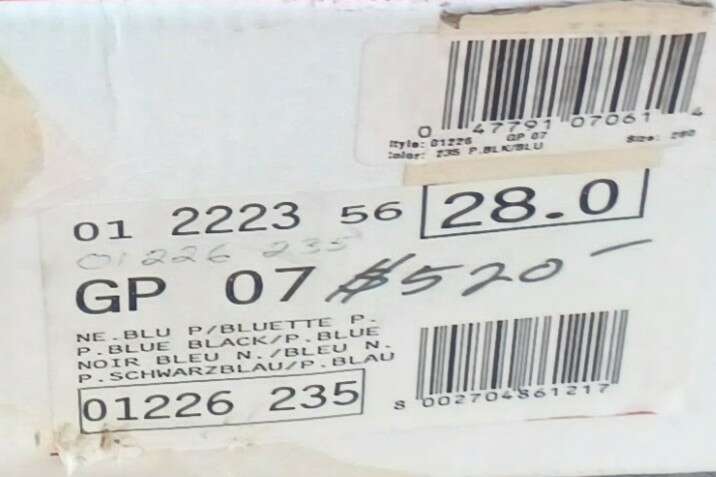 0 47791 07061 4
Style: 01226 GP 07 Size: 280
Color: 235 P.BLK/BLU
01 2223 56 28.0
01226 235
GP 07 $520-
NE.BLU P/BLUETTE P.
P.BLUE BLACK/P.BLUE
NOIR BLEU N./BLEU N.
P.SCHWARZBLAU/P.BLAU
01226 235
8 002704861217